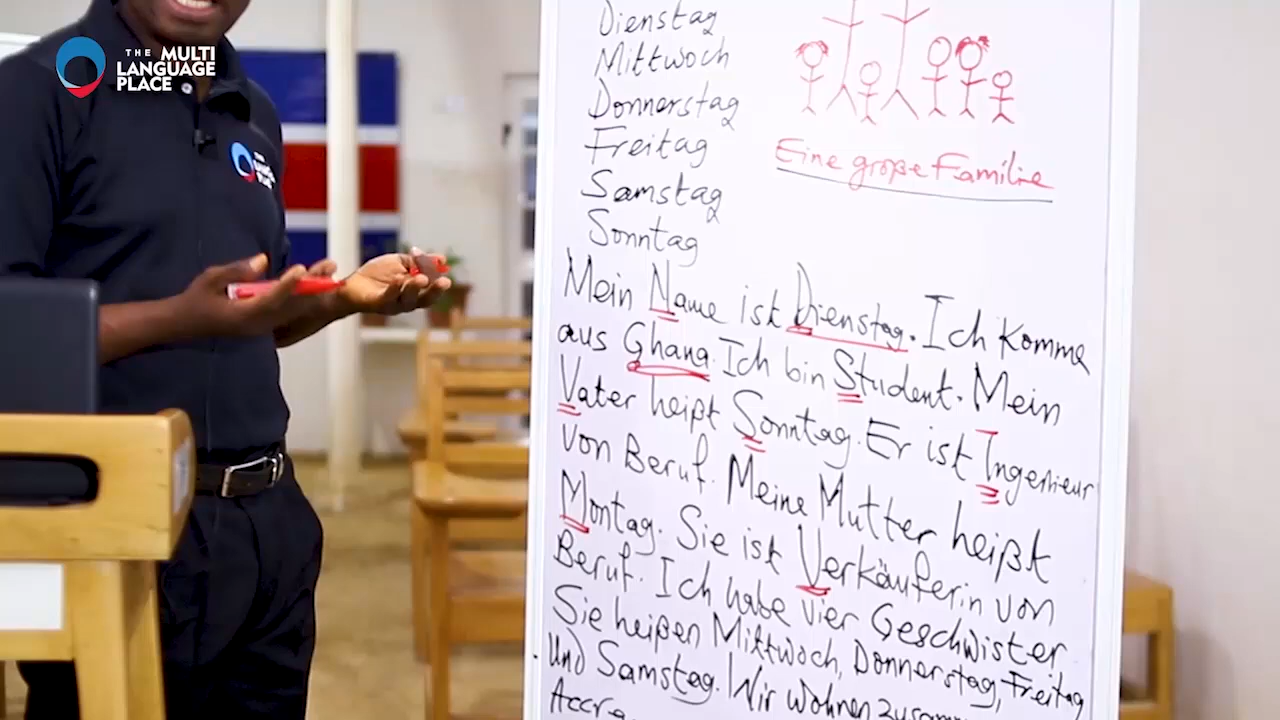 THE MULTI
LANGUAGE
PLACE
THE
Dienstag
Mittwoch
Donnerstag
Freitag
Samstag
Sonntag
Eine große Familie
Mein Name ist Dienstag. Ich komme
aus Ghana. Ich bin Student. Mein
Vater heißt Sonntag. Er ist Ingenieur
von Beruf. Meine Mutter heißt
Montag. Sie ist Verkäuferin von
Beruf. Ich habe vier Geschwister
Sie heißen Mittwoch, Donnerstag, Freitag
Und Samstag. Wir wohnen
Accra